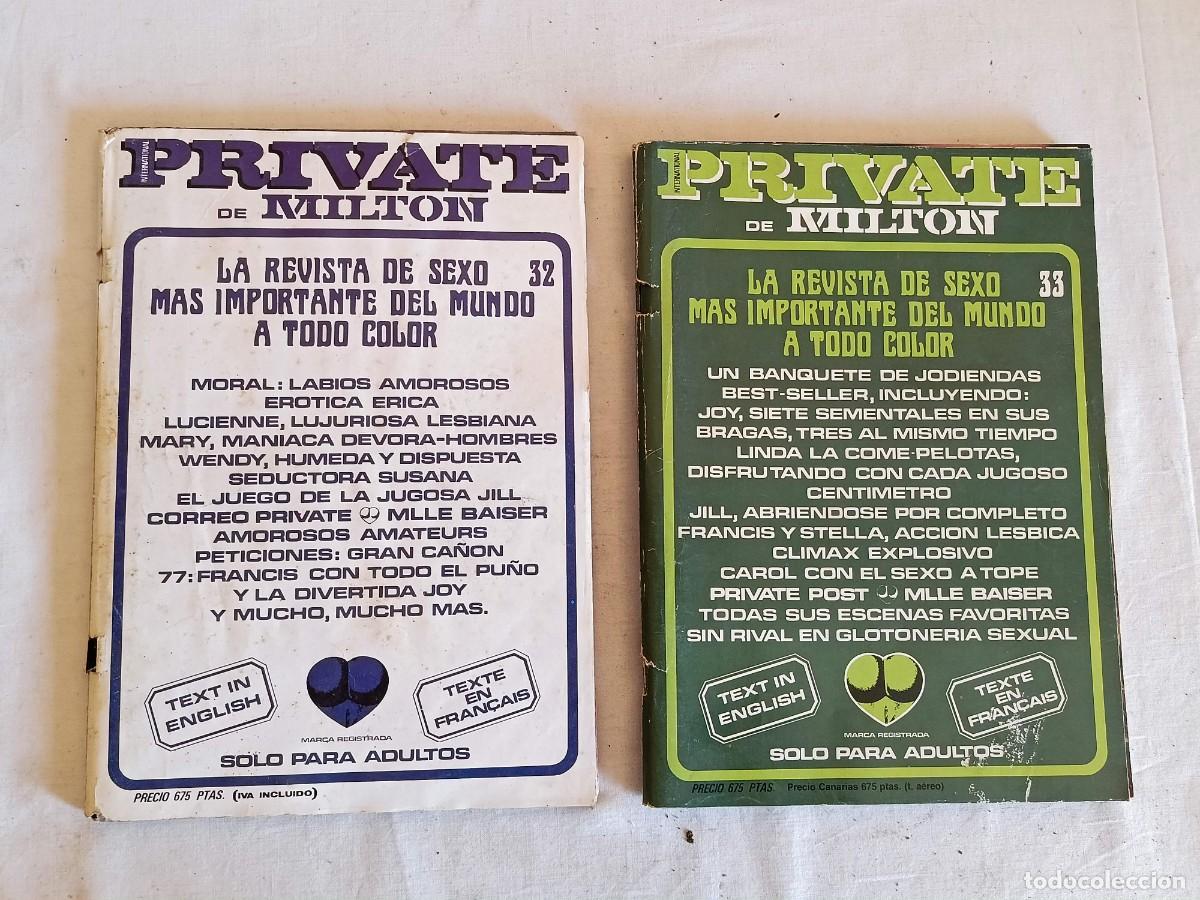 INTERNATIONAL
PRIVATE
DE MILTON
LA REVISTA DE SEXO 32
MAS IMPORTANTE DEL MUNDO
A TODO COLOR
MORAL: LABIOS AMOROSOS
EROTICA ERICA
LUCIENNE, LUJURIOSA LESBIANA
MARY, MANIACA DEVORA-HOMBRES
WENDY, HUMEDA Y DISPUESTA
SEDUCTORA SUSANA
EL JUEGO DE LA JUGOSA JILL
CORREO PRIVATE MLLE BAISER
AMOROSOS AMATEURS
PETICIONES: GRAN CAÑON
77: FRANCIS CON TODO EL PUÑO
Y LA DIVERTIDA JOY
Y MUCHO, MUCHO MAS.
TEXT IN
ENGLISH
MARCA REGISTRADA
TEXTE
EN
FRANÇAIS
SOLO PARA ADULTOS
PRECIO 675 PTAS. (IVA INCLUIDO)
INTERNATIONAL
PRIVATE
DE MILTON
LA REVISTA DE SEXO 33
MAS IMPORTANTE DEL MUNDO
A TODO COLOR
UN BANQUETE DE JODIENDAS
BEST-SELLER, INCLUYENDO:
JOY, SIETE SEMENTALES EN SUS
BRAGAS, TRES AL MISMO TIEMPO
LINDA LA COME-PELOTAS,
DISFRUTANDO CON CADA JUGOSO
CENTIMETRO
JILL, ABRIENDOSE POR COMPLETO
FRANCIS Y STELLA, ACCION LESBICA
CLIMAX EXPLOSIVO
CAROL CON EL SEXO A TOPE
PRIVATE POST MLLE BAISER
TODAS SUS ESCENAS FAVORITAS
SIN RIVAL EN GLOTONERIA SEXUAL
TEXT IN
ENGLISH
MARCA REGISTRADA
TEXTE
EN
FRANÇAIS
SOLO PARA ADULTOS
PRECIO 675 PTAS. Precio Canarias 675 ptas. (t. aéreo)
todocoleccion